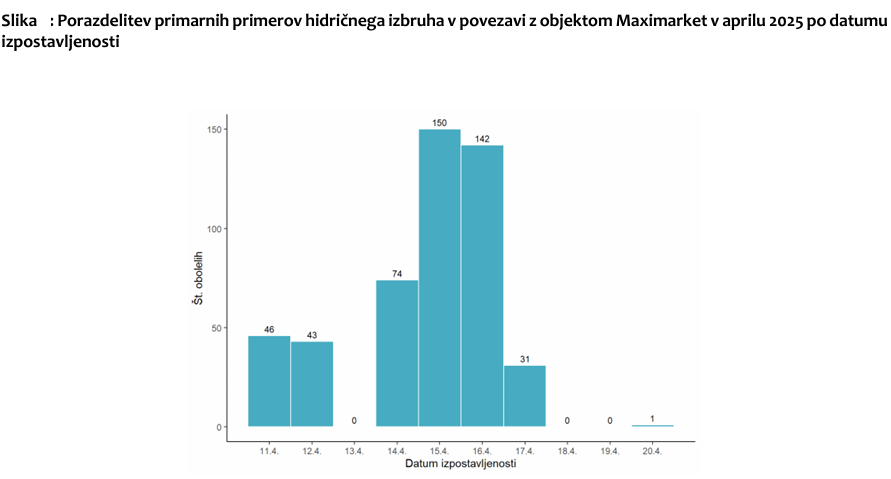 Slika : Porazdelitev primarnih primerov hidričnega izbruha v povezavi z objektom Maximarket v aprilu 2025 po datumu
izpostavljenosti
150
142
150
100
74
Št. obolelih
50
46
43
31
0
0
0
0
1
11.4. 12.4. 13.4. 14.4. 15.4. 16.4. 17.4. 18.4. 19.4. 20.4.
Datum izpostavljenosti